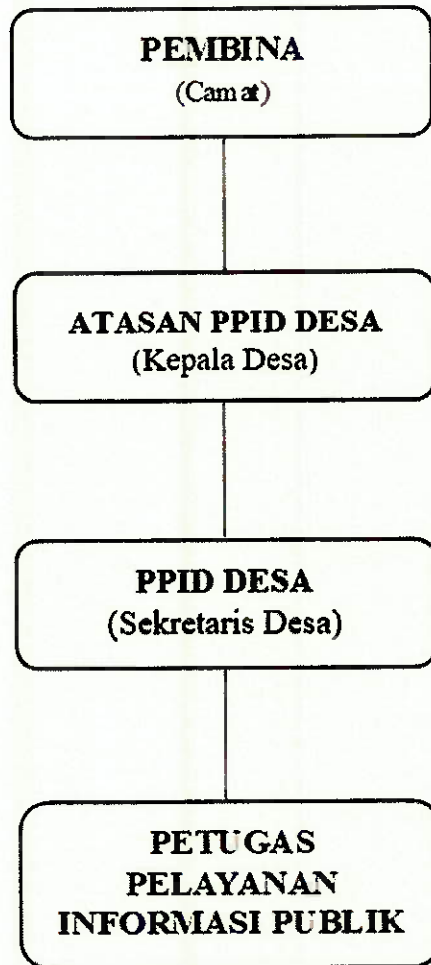 PEMBINA
(Camat)
ATASAN PPID DESA
(Kepala Desa)
PPID DESA
(Sekretaris Desa)
PETUGAS
PELAYANAN
INFORMASI PUBLIK